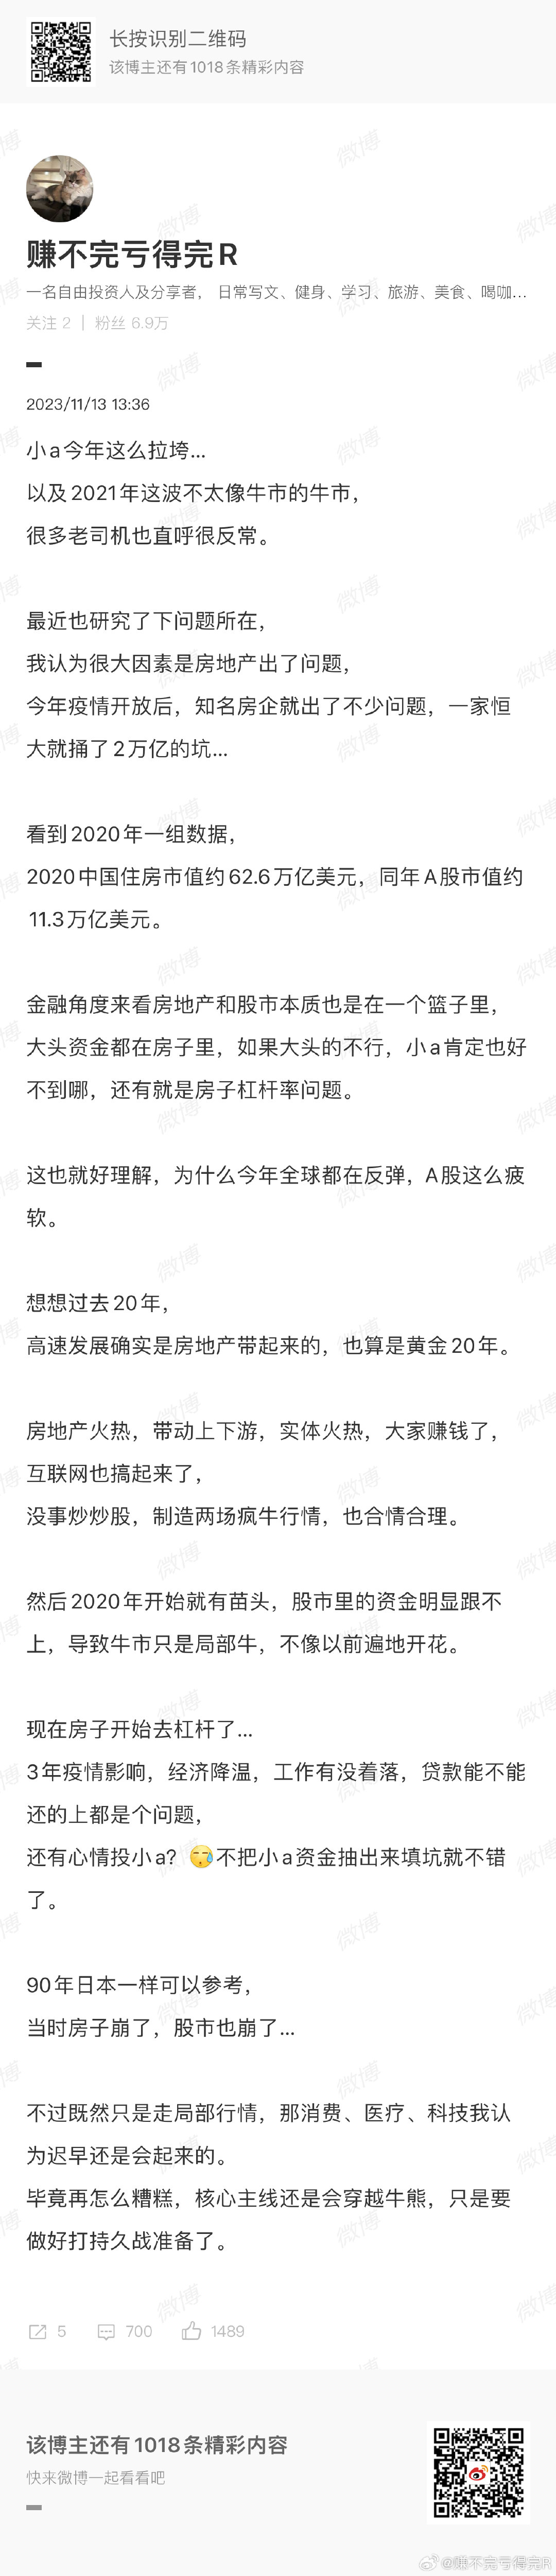 长按识别二维码
该博主还有1018条精彩内容
赚不完亏得完R
一名自由投资人及分享者， 日常写文、健身、学习、旅游、美食、喝咖...
关注 2 | 粉丝 6.9万
2023/11/13 13:36
小a今年这么拉垮...
以及2021年这波不太像牛市的牛市，
很多老司机也直呼很反常。
最近也研究了下问题所在，
我认为很大因素是房地产出了问题，
今年疫情开放后，知名房企就出了不少问题，一家恒
大就捅了2万亿的坑...
看到2020年一组数据，
2020中国住房市值约62.6万亿美元，同年A股市值约
11.3万亿美元。
金融角度来看房地产和股市本质也是在一个篮子里，
大头资金都在房子里，如果大头的不行，小a肯定也好
不到哪，还有就是房子杠杆率问题。
这也就好理解，为什么今年全球都在反弹，A股这么疲
软。
想想过去20年，
高速发展确实是房地产带起来的，也算是黄金20年。
房地产火热，带动上下游，实体火热，大家赚钱了，
互联网也搞起来了，
没事炒炒股，制造两场疯牛行情，也合情合理。
然后2020年开始就有苗头，股市里的资金明显跟不
上，导致牛市只是局部牛，不像以前遍地开花。
现在房子开始去杠杆了...
3年疫情影响，经济降温，工作有没着落，贷款能不能
还的上都是个问题，
还有心情投小a？😪不把小a资金抽出来填坑就不错
了。
90年日本一样可以参考，
当时房子崩了，股市也崩了...
不过既然只是走局部行情，那消费、医疗、科技我认
为迟早还是会起来的。
毕竟再怎么糟糕，核心主线还是会穿越牛熊，只是要
做好打持久战准备了。
5 700 1489
该博主还有1018条精彩内容
快来微博一起看看吧
@赚不完亏得完R